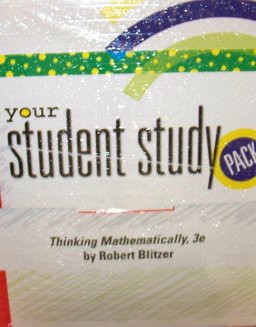 your
student study
PACK
Thinking Mathematically, 3e
by Robert Blitzer